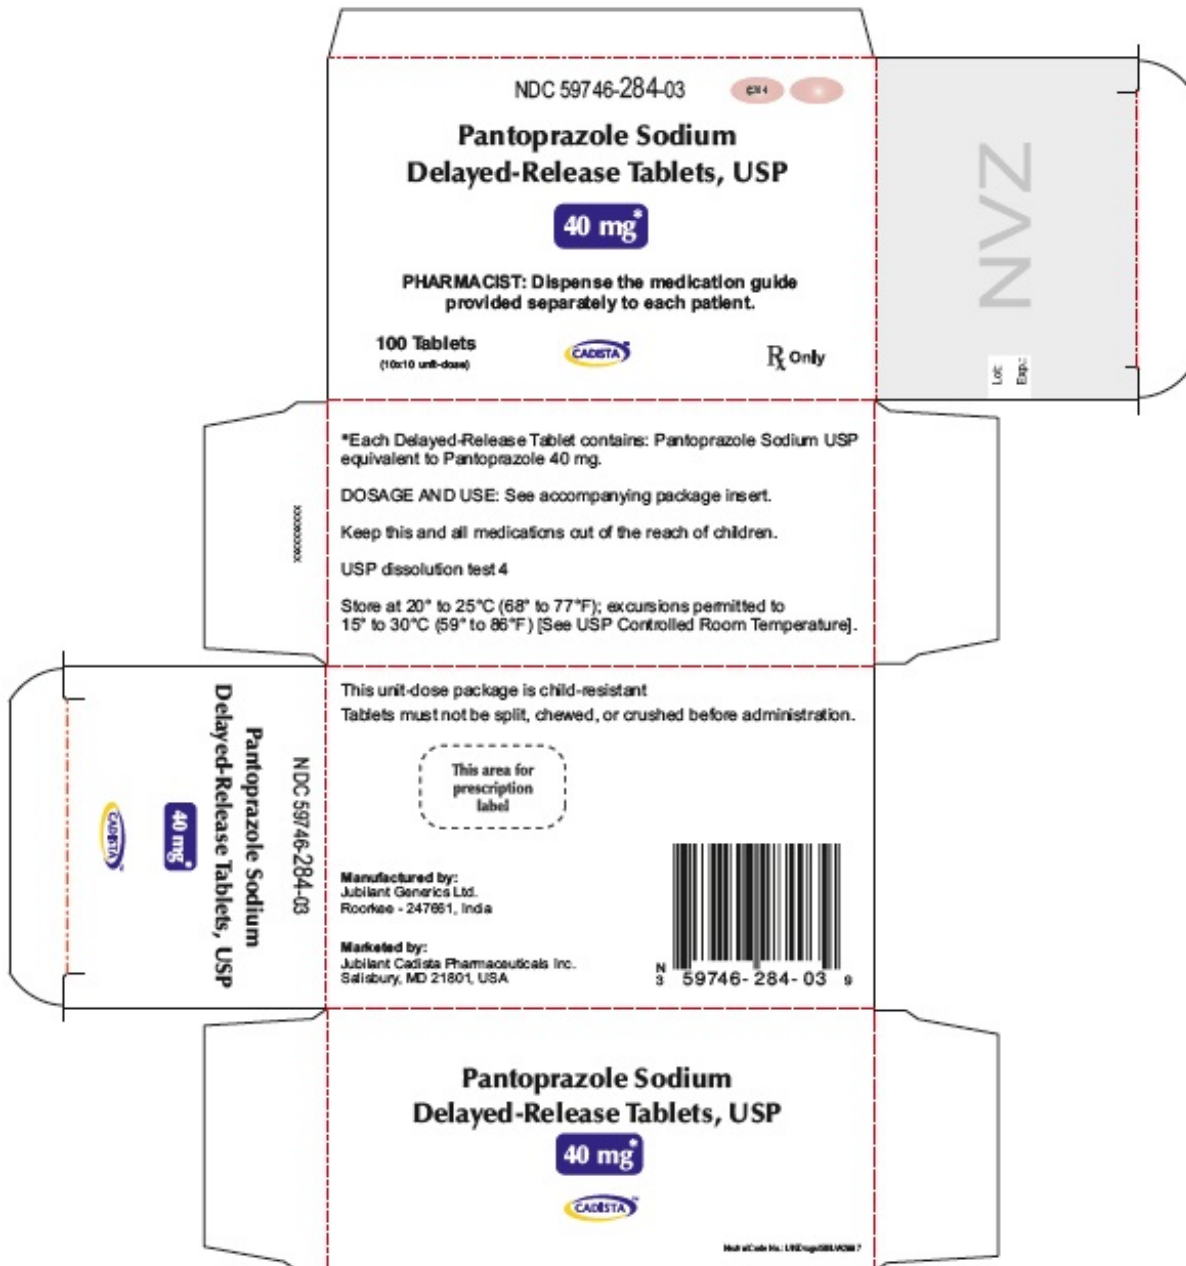 NDC 59746-284-03
Pantoprazole Sodium
Delayed-Release Tablets, USP
40 mg*
PHARMACIST: Dispense the medication guide
provided separately to each patient.
100 Tablets
(10x10 unit-dose)
CADISTA
Rx Only
NVZ
Lot:
Exp.:
*Each Delayed-Release Tablet contains: Pantoprazole Sodium USP
equivalent to Pantoprazole 40 mg.
DOSAGE AND USE: See accompanying package insert.
Keep this and all medications out of the reach of children.
USP dissolution test 4
Store at 20° to 25°C (68° to 77°F); excursions permitted to
15° to 30°C (59° to 86°F) [See USP Controlled Room Temperature].
NDC 59746-284-03
Pantoprazole Sodium
Delayed-Release Tablets, USP
40 mg*
CADISTA
This unit-dose package is child-resistant
Tablets must not be split, chewed, or crushed before administration.
This area for
prescription
label
Manufactured by:
Jubilant Generics Ltd.
Roorkee - 247661, India
Marketed by:
Jubilant Cadista Pharmaceuticals Inc.
Salisbury, MD 21801, USA
N
3 59746-284-03 9
Pantoprazole Sodium
Delayed-Release Tablets, USP
40 mg*
CADISTA